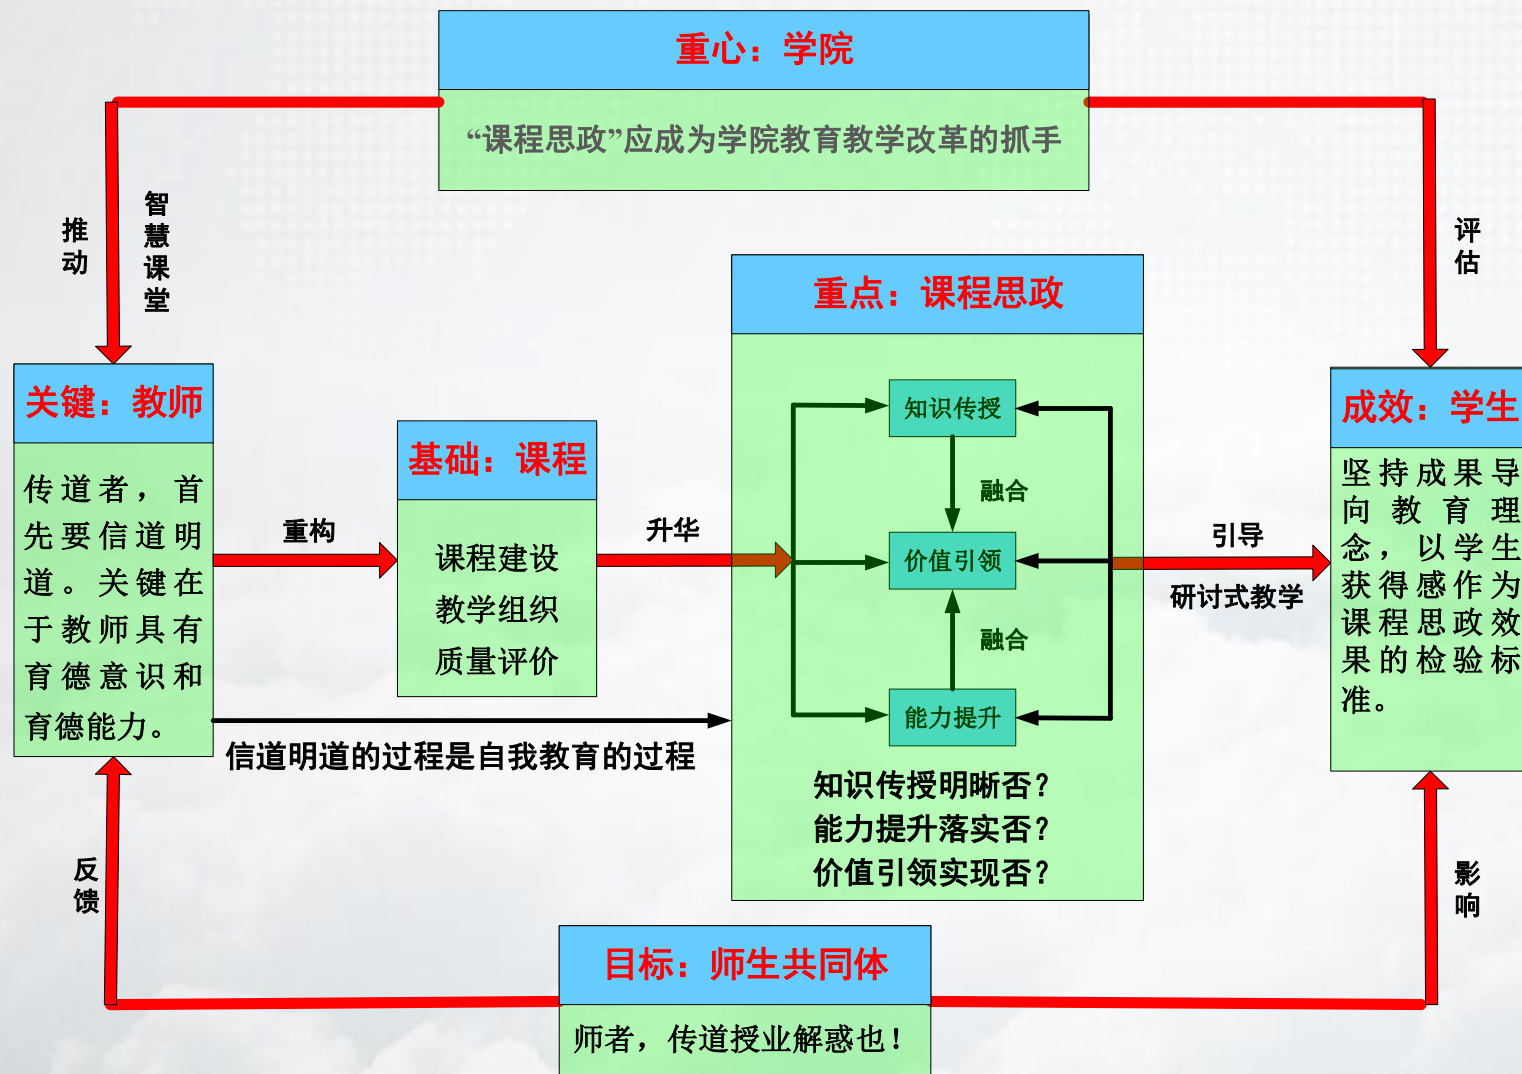 重心：学院
“课程思政”应成为学院教育教学改革的抓手
推动
智慧课堂
评估
重点：课程思政
关键：教师
传道者，首
先要信道明
道。关键在
于教师具有
育德意识和
育德能力。
重构
基础：课程
课程建设
教学组织
质量评价
升华
知识传授
融合
价值引领
融合
能力提升
知识传授明晰否？
能力提升落实否？
价值引领实现否？
引导
研讨式教学
成效：学生
坚持成果导
向教育理
念，以学生
获得感作为
课程思政效
果的检验标
准。
信道明道的过程是自我教育的过程
反馈
影响
目标：师生共同体
师者，传道授业解惑也！